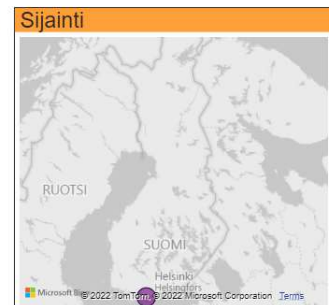 Sijainti
RUOTSI
SUOMI
Helsinki
Helsingfors
Microsoft
© 2022 TomTom, © 2022 Microsoft Corporation Terms